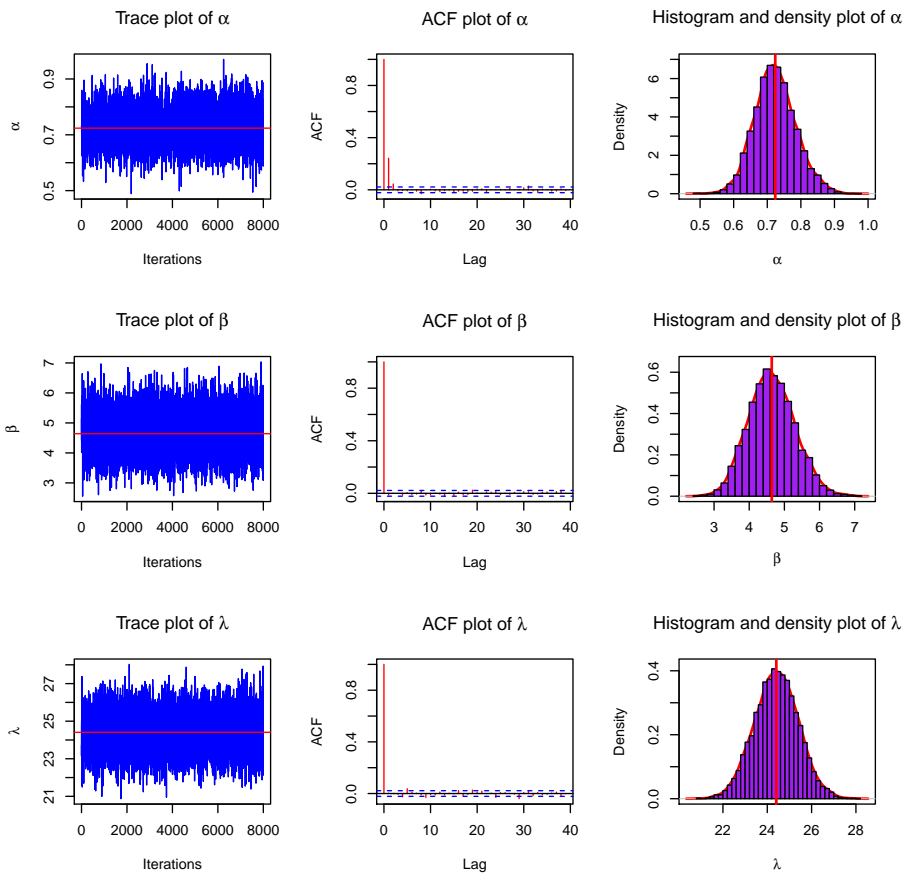 Trace plot of α
ACF plot of α
Histogram and density plot of α
α
0.5 0.7 0.9
0 2000 4000 6000 8000
Iterations
ACF
0.0 0.4 0.8
0 10 20 30 40
Lag
Density
0 2 4 6
0.5 0.6 0.7 0.8 0.9 1.0
α
Trace plot of β
ACF plot of β
Histogram and density plot of β
β
3 4 5 6 7
0 2000 4000 6000 8000
Iterations
ACF
0.0 0.4 0.8
0 10 20 30 40
Lag
Density
0.0 0.2 0.4 0.6
3 4 5 6 7
β
Trace plot of λ
ACF plot of λ
Histogram and density plot of λ
λ
21 23 25 27
0 2000 4000 6000 8000
Iterations
ACF
0.0 0.4 0.8
0 10 20 30 40
Lag
Density
0.0 0.2 0.4
22 24 26 28
λ